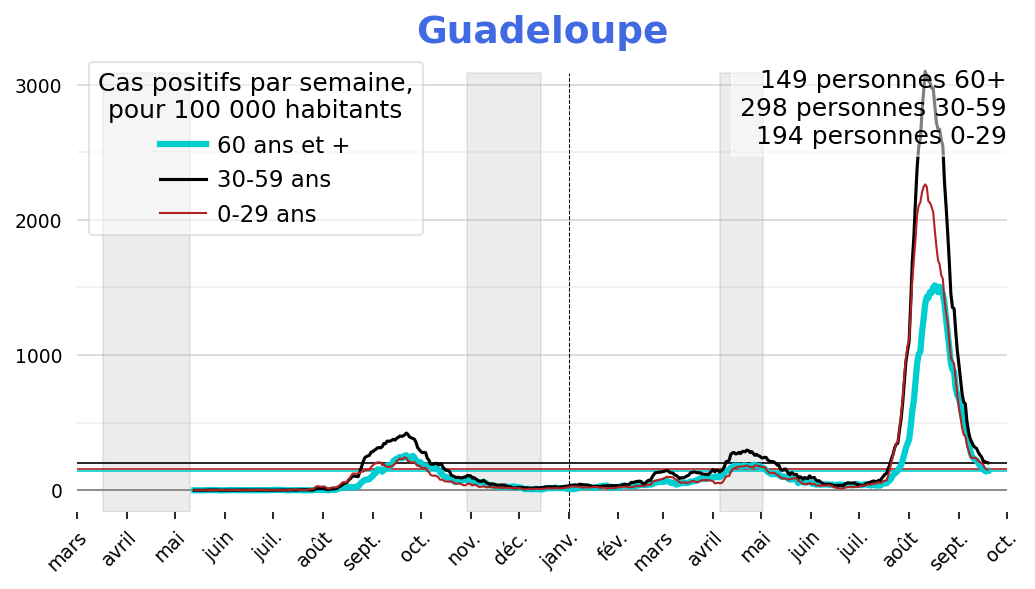 Guadeloupe
Cas positifs par semaine,
pour 100 000 habitants
60 ans et +
30-59 ans
0-29 ans
149 personnes 60+
298 personnes 30-59
194 personnes 0-29
3000
2000
1000
0
mars avril mai juin juil. août sept. oct. nov. déc. janv. fév. mars avril mai juin juil. août sept. oct.